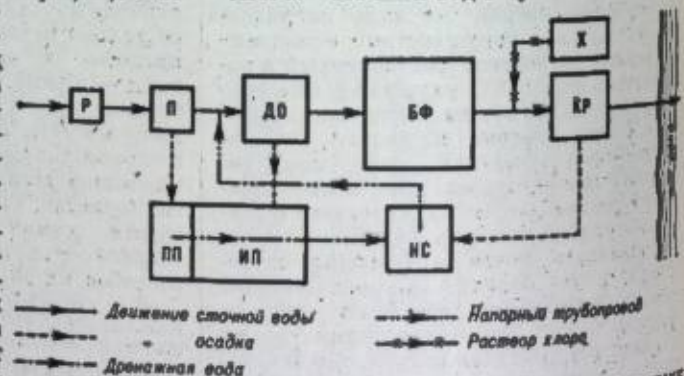 Х
Р
П
ДО
БФ
КР
ПП
ИП
НС
Движение сточной воды
" осадка
Дренажная вода
Напорный трубопровод
Раствор хлора